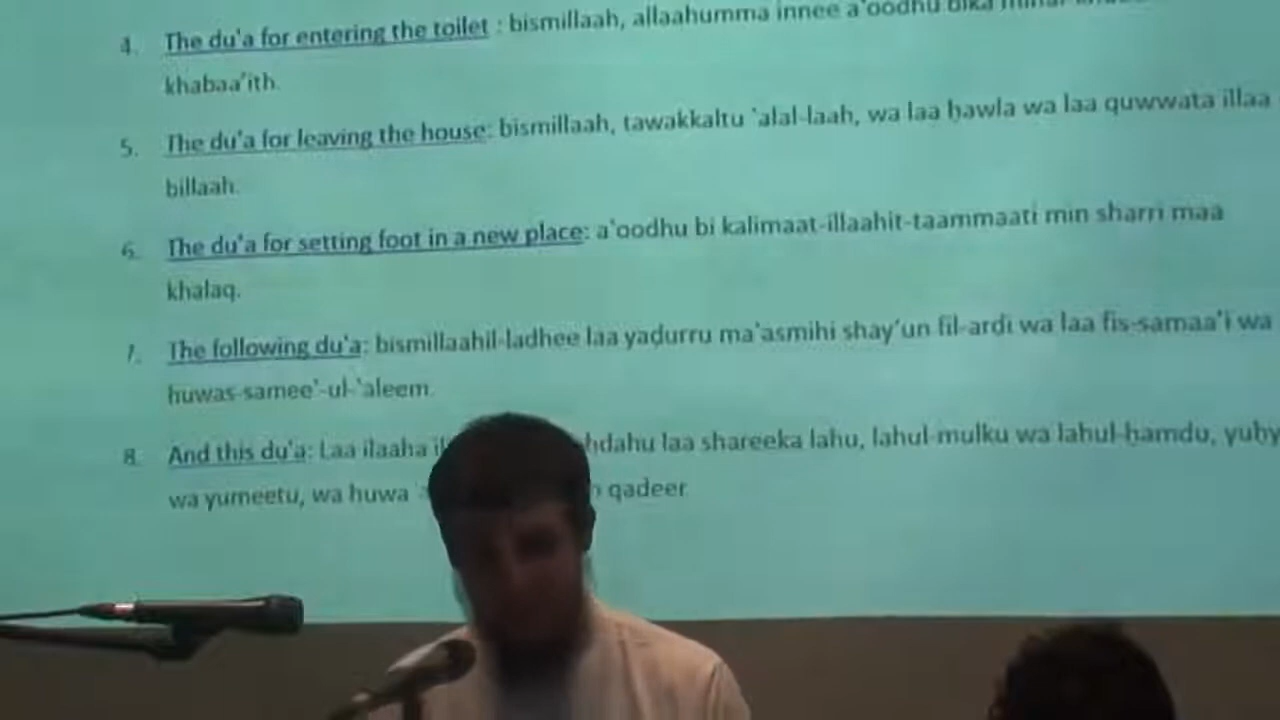 4. The du'a for entering the toilet : bismillaah, allaahumma innee a`oodhu bika minal
khabaa'ith.
5. The du'a for leaving the house: bismillaah, tawakkaltu `alal-laah, wa laa ḥawla wa laa quwwata illaa
billaah.
6. The du'a for setting foot in a new place: a`oodhu bi kalimaat-illaahit-taammaati min sharri maa
khalaq.
7. The following du'a: bismillaahil-ladhee laa yaḍurru ma`asmihi shay'un fil-arḍi wa laa fis-samaa'i wa
huwas-samee`-ul-`aleem.
8. And this du'a: Laa ilaaha hdahu laa shareeka lahu, lahul-mulku wa lahul-ḥamdu, yuḥy
wa yumeetu, wa huwa qadeer.